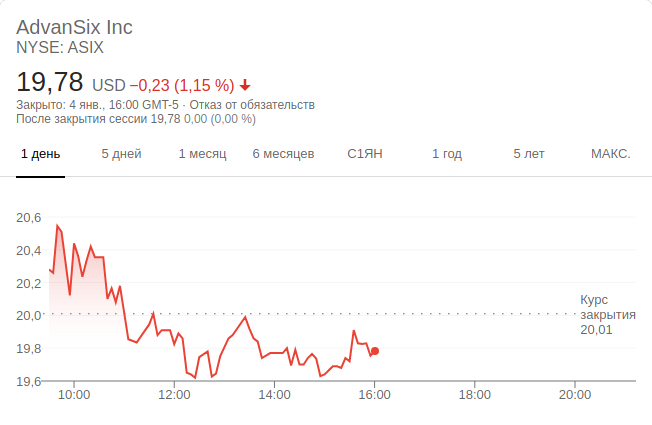 AdvanSix Inc
NYSE: ASIX
19,78 USD −0,23 (1,15 %)
Закрыто: 4 янв., 16:00 GMT-5 · Отказ от обязательств
После закрытия сессии 19,78 0,00 (0,00 %)
1 день 5 дней 1 месяц 6 месяцев С1ЯН 1 год 5 лет МАКС.
20,6
20,4
20,2
20,0
19,8
19,6
Курс
закрытия
20,01
10:00 12:00 14:00 16:00 18:00 20:00